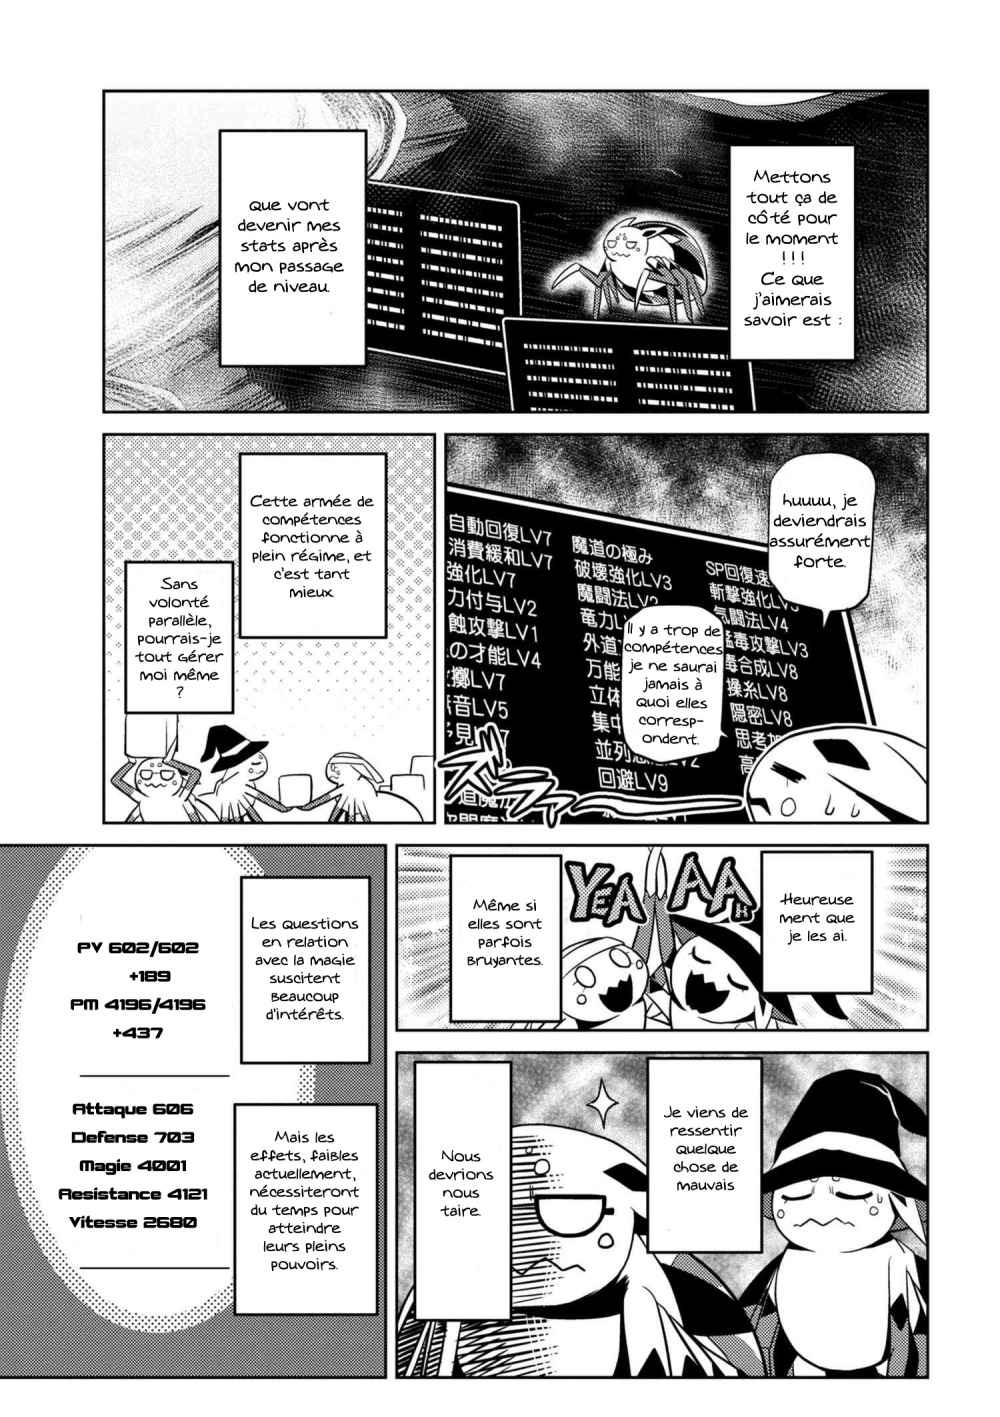 Mettons
tout ça de
côté pour
le moment
!!!
Ce que
j'aimerais
savoir est :
Que vont
devenir mes
stats après
mon passage
de niveau.
huuuu, je
deviendrais
assurément
forte.
Il y a trop de
compétences
je ne saurai
jamais à
quoi elles
corresp-
ondent.
自動回復LV7
消費緩和LV7
強化LV7
力付与LV2
蝕攻撃LV1
の才能LV4
擲LV7
音LV5
魔道の極み
破壊強化LV3
魔闘法LV2
竜力
外道
万能
立体
集中
並列思
回避LV9
SP回復速
斬撃強化LV5
気闘法LV4
猛毒攻撃LV3
毒合成LV8
操糸LV8
隠密LV8
思考加
ズラァ
Cette armée de
compétences
fonctionne à
plein régime, et
c'est tant
mieux.
Sans
volonté
parallèle,
pourrais-je
tout gérer
moi même
?
Heureuse
ment que
je les ai.
YEAAAH
Même si
elles sont
parfois
bruyantes.
Les questions
en relation
avec la magie
suscitent
beaucoup
d'intérêts.
PV 602/602
+189
PM 4196/4196
+437
Attaque 606
Defense 703
Magie 4001
Resistance 4121
Vitesse 2680
Mais les
effets, faibles
actuellement,
nécessiteront
du temps pour
atteindre
leurs pleins
pouvoirs.
Je viens de
ressentir
quelque
chose de
mauvais
Nous
devrions
nous
taire.